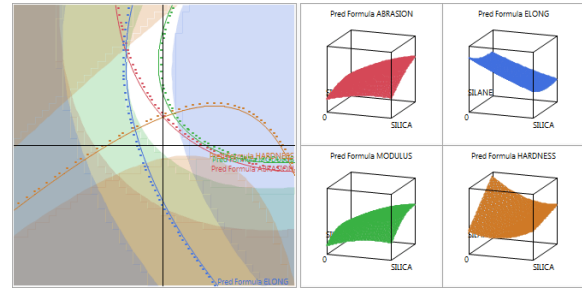 Pred Formula HARDNESS
Pred Formula ABRASION
Pred Formula ELONG
Pred Formula ABRASION
SILICA
0
Pred Formula ELONG
SILANE
SILICA
Pred Formula MODULUS
0
SILICA
Pred Formula HARDNESS
0
SILICA